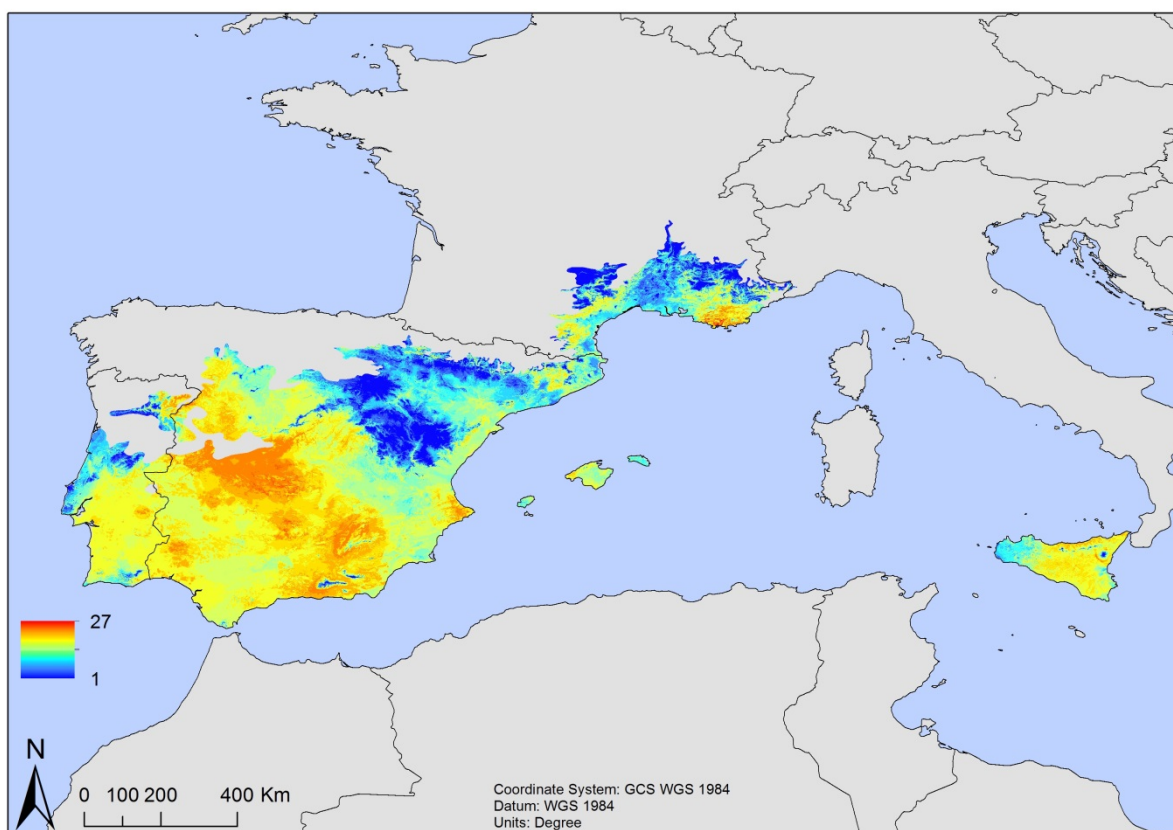 27
1
N
0 100 200 400 Km
Coordinate System: GCS WGS 1984
Datum: WGS 1984
Units: Degree